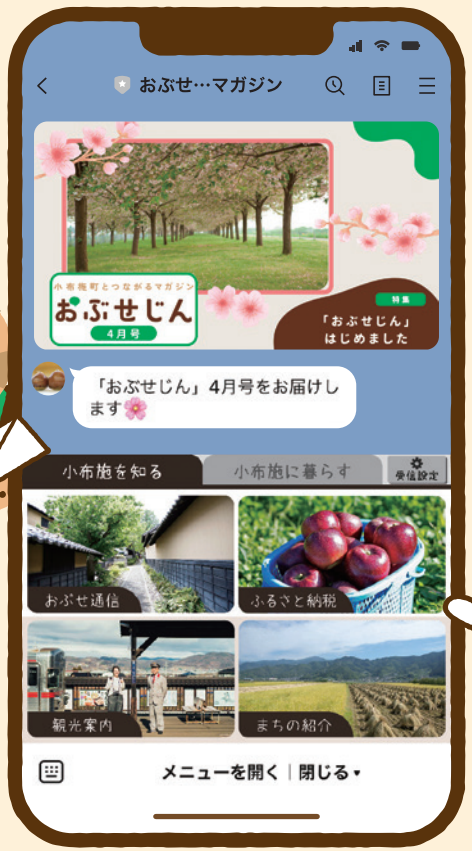 おぶせ…マガジン
小布施町とつながるマガジン
おぶせじん
4月号
特集
「おぶせじん」
はじめました
「おぶせじん」4月号をお届けし
ます🌸
小布施を知る
小布施に暮らす
受信設定
おぶせ通信
ふるさと納税
観光案内
まちの紹介
メニューを開く｜閉じる▾